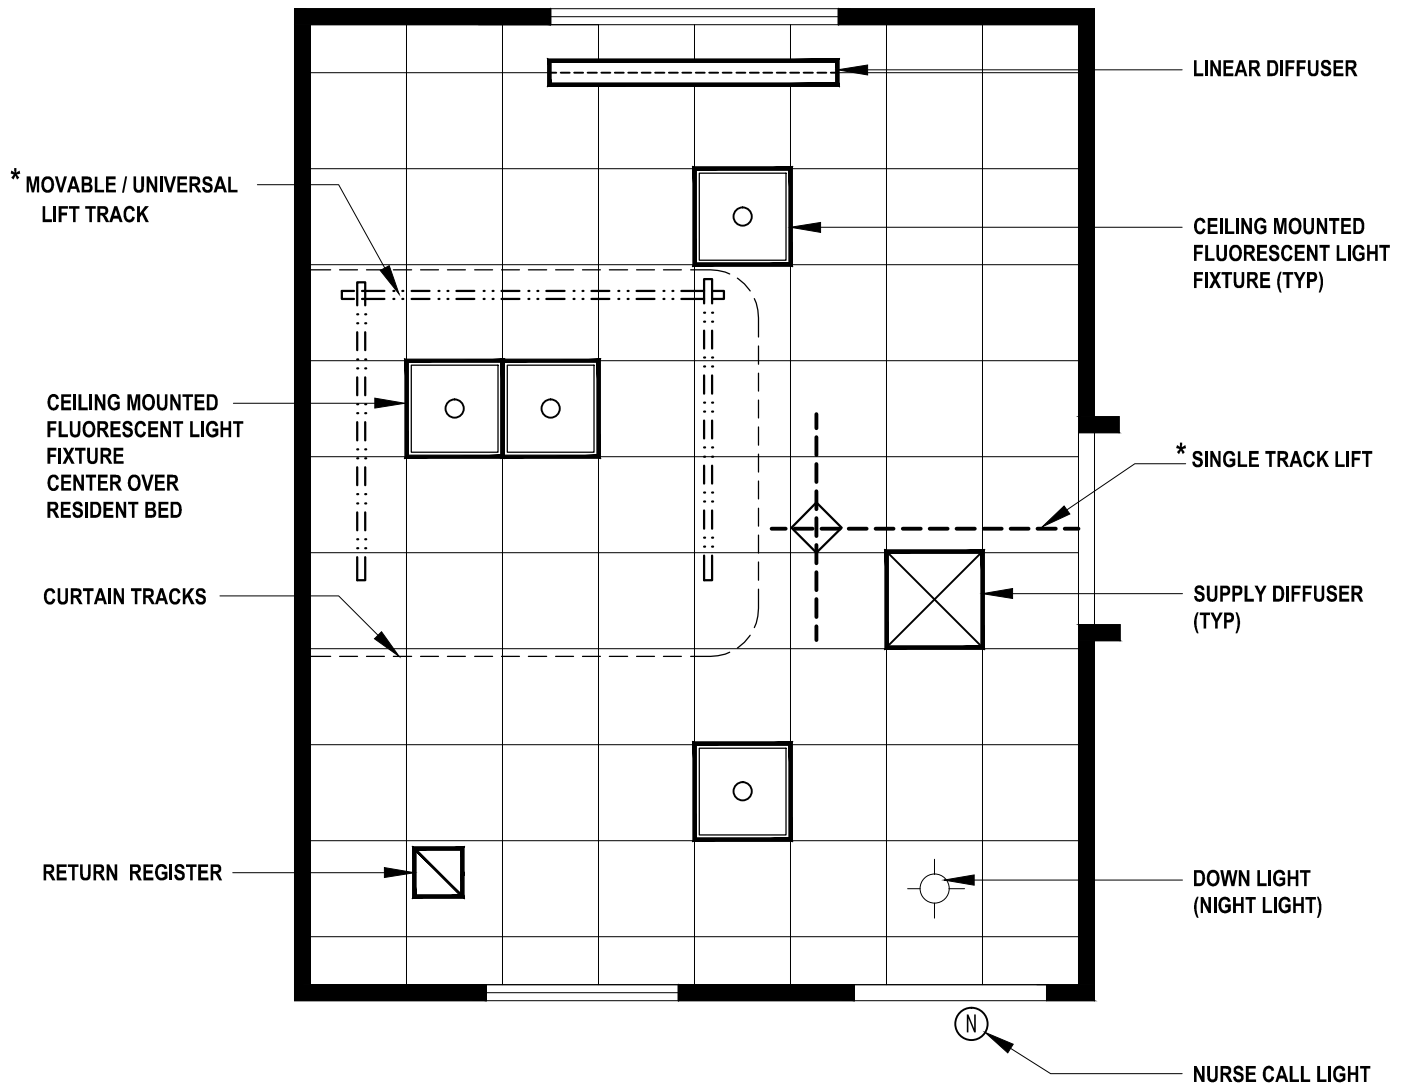 LINEAR DIFFUSER
* MOVABLE / UNIVERSAL
LIFT TRACK
CEILING MOUNTED
FLUORESCENT LIGHT
FIXTURE (TYP)
CEILING MOUNTED
FLUORESCENT LIGHT
FIXTURE
CENTER OVER
RESIDENT BED
* SINGLE TRACK LIFT
CURTAIN TRACKS
SUPPLY DIFFUSER
(TYP)
RETURN REGISTER
DOWN LIGHT
(NIGHT LIGHT)
N
NURSE CALL LIGHT